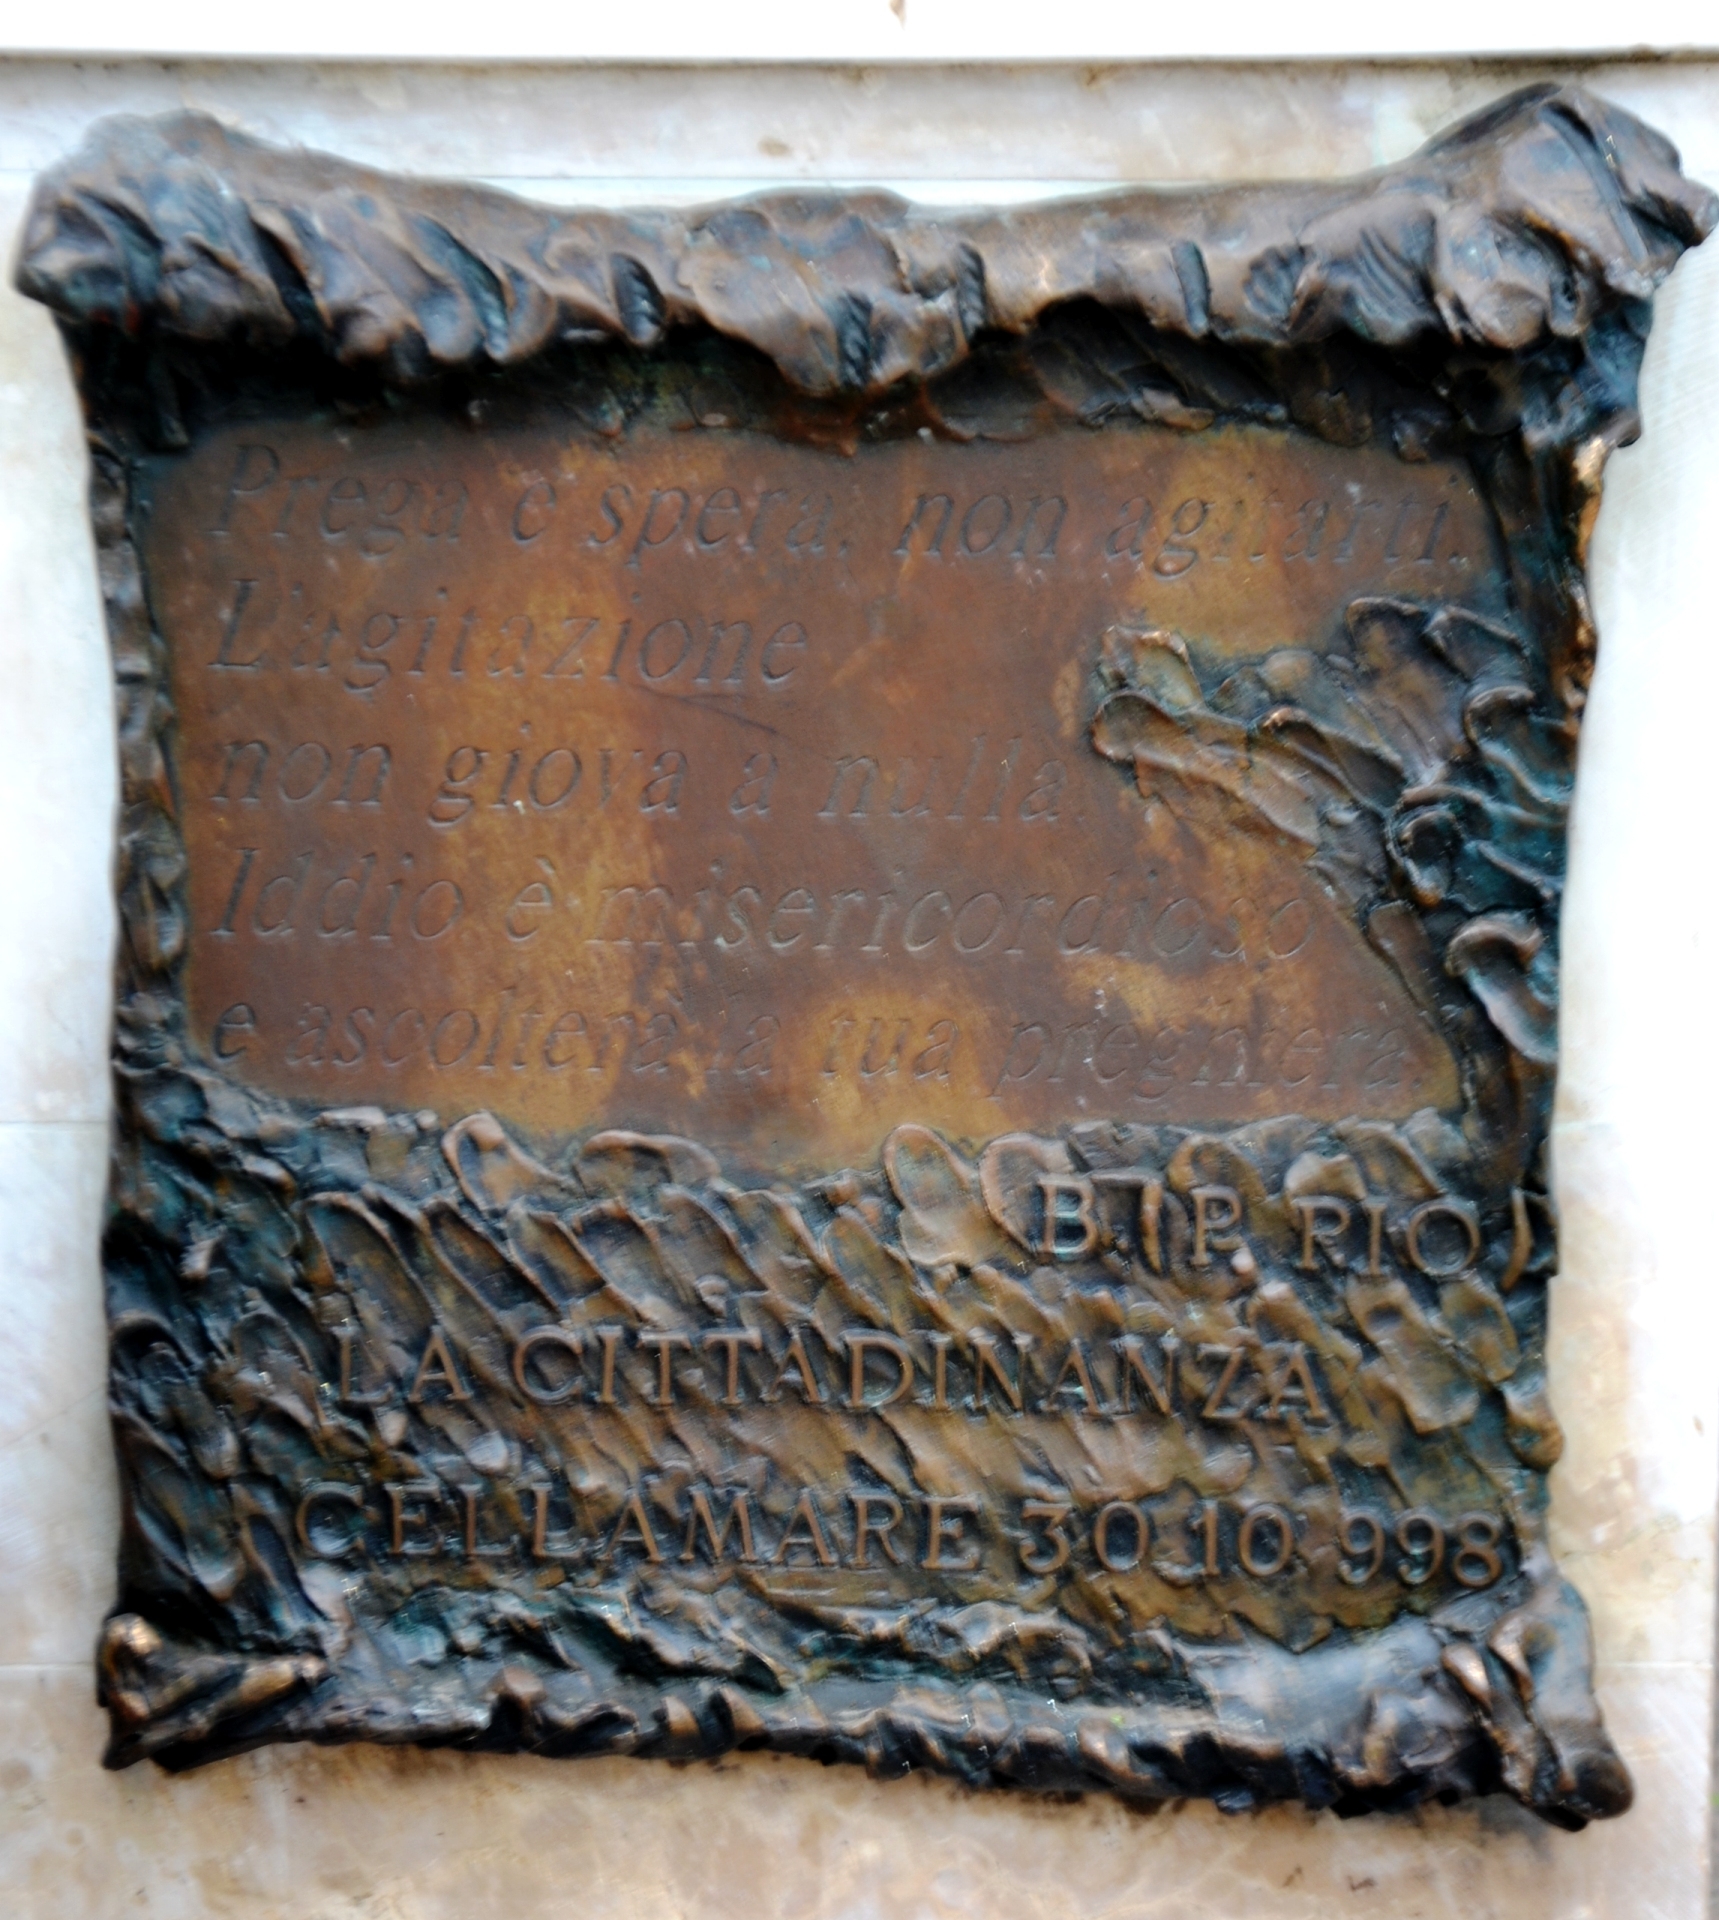 Prega e spera, non agitarti.
L'agitazione
non giova a nulla.
Iddio è misericordioso
e ascolterà la tua preghiera.
B. P. PIO
LA CITTADINANZA
CELLAMARE 30.10.998